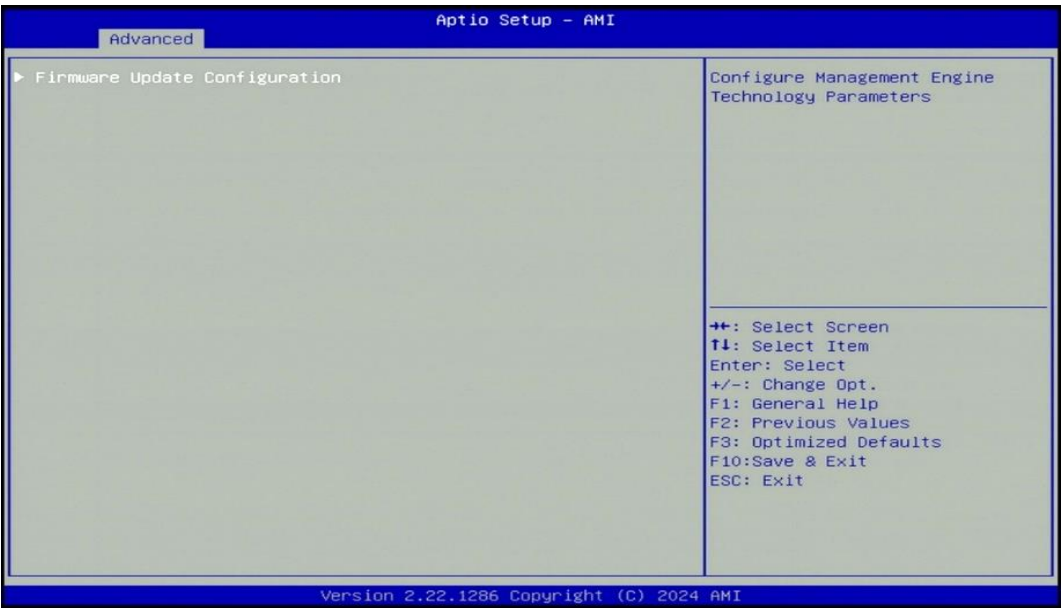 Aptio Setup – AMI
Advanced
▶ Firmware Update Configuration
Configure Management Engine
Technology Parameters
→←: Select Screen
↑↓: Select Item
Enter: Select
+/-: Change Opt.
F1: General Help
F2: Previous Values
F3: Optimized Defaults
F10:Save & Exit
ESC: Exit
Version 2.22.1286 Copyright (C) 2024 AMI